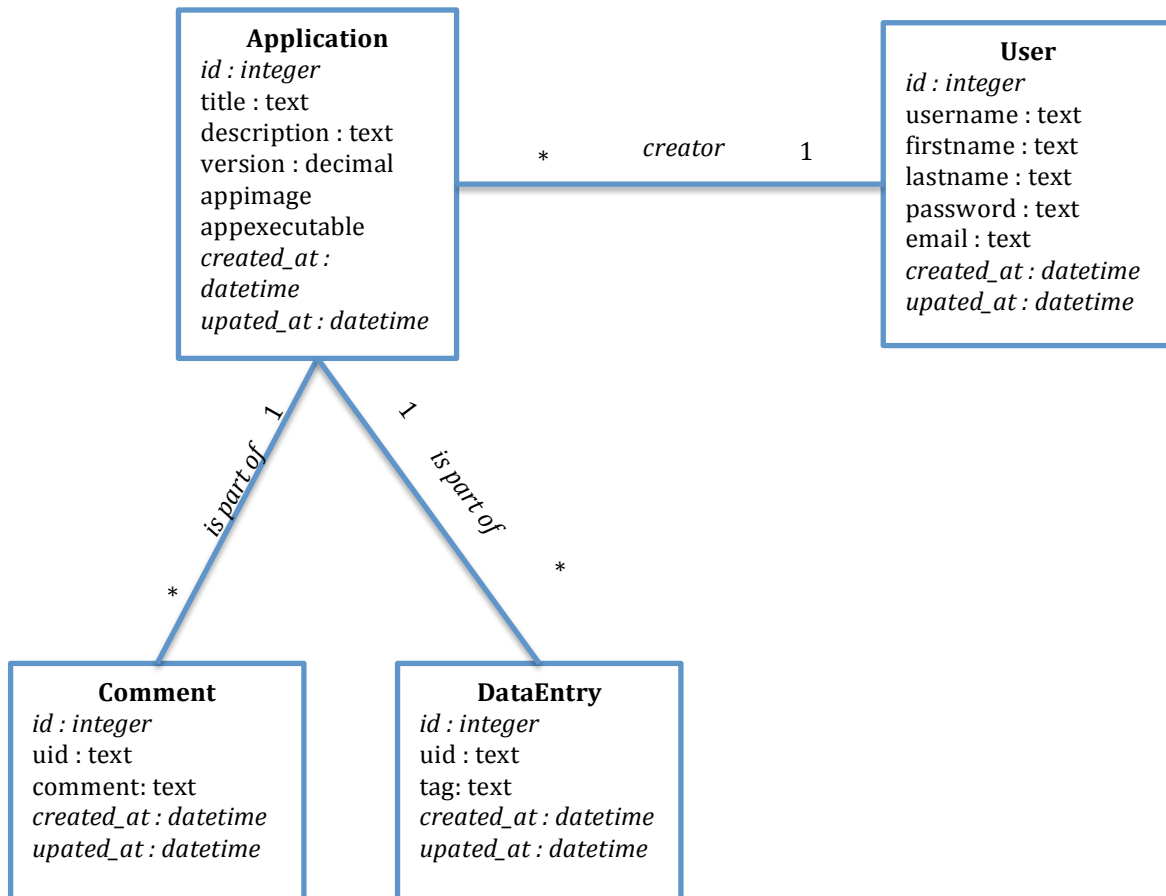 Application
id : integer
title : text
description : text
version : decimal
appimage
appexecutable
created_at :
datetime
upated_at : datetime
* creator 1
User
id : integer
username : text
firstname : text
lastname : text
password : text
email : text
created_at : datetime
upated_at : datetime
1
is part of
*
1
is part of
*
Comment
id : integer
uid : text
comment: text
created_at : datetime
upated_at : datetime
DataEntry
id : integer
uid : text
tag: text
created_at : datetime
upated_at : datetime